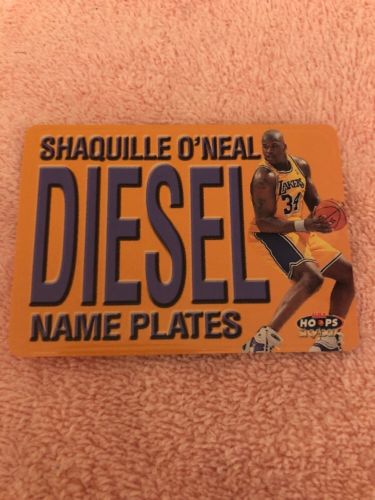 SHAQUILLE O'NEAL
DIESEL
NAME PLATES
LAKERS
34
HOOPS